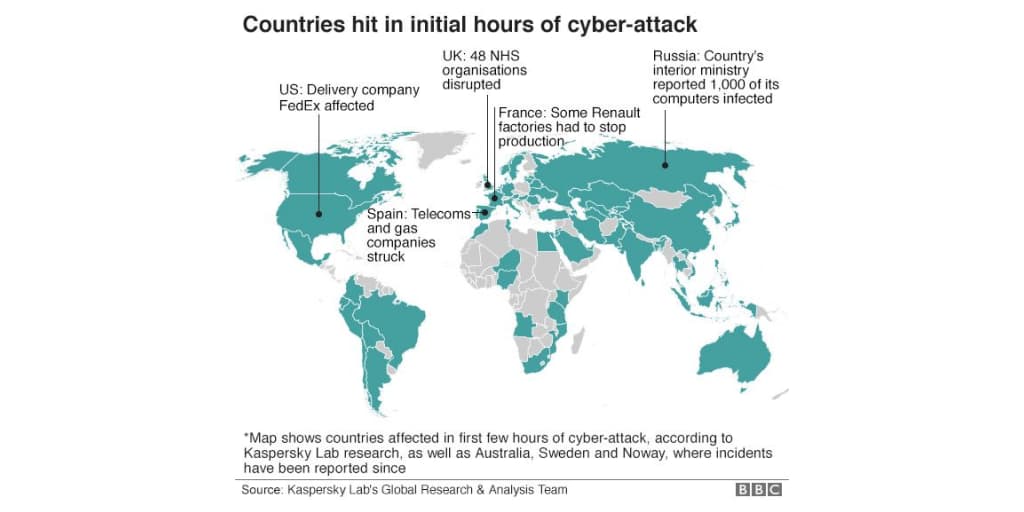 Countries hit in initial hours of cyber-attack
UK: 48 NHS
organisations
disrupted
Russia: Country's
interior ministry
reported 1,000 of its
computers infected
US: Delivery company
FedEx affected
France: Some Renault
factories had to stop
production
Spain: Telecoms
and gas
companies
struck
*Map shows countries affected in first few hours of cyber-attack, according to
Kaspersky Lab research, as well as Australia, Sweden and Noway, where incidents
have been reported since
Source: Kaspersky Lab's Global Research & Analysis Team
BBC